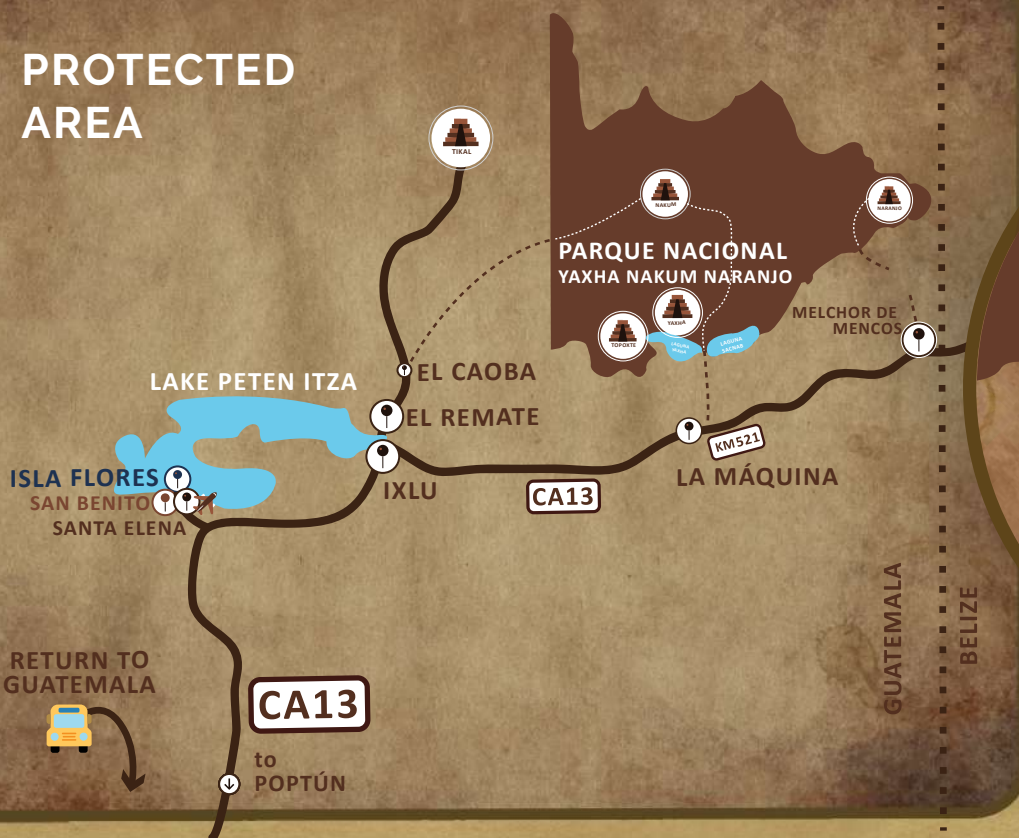 PROTECTED
AREA
TIKAL
NAKUM
NARANJO
PARQUE NACIONAL
YAXHA NAKUM NARANJO
YAXHA
TOPOXTE
LAGUNA
LAGUNA
SACNAB
MELCHOR DE
MENCOS
EL CAOBA
LAKE PETEN ITZA
EL REMATE
KM521
ISLA FLORES
IXLU
LA MÁQUINA
CA13
SAN BENITO
SANTA ELENA
GUATEMALA
BELIZE
RETURN TO
GUATEMALA
CA13
to
POPTÚN